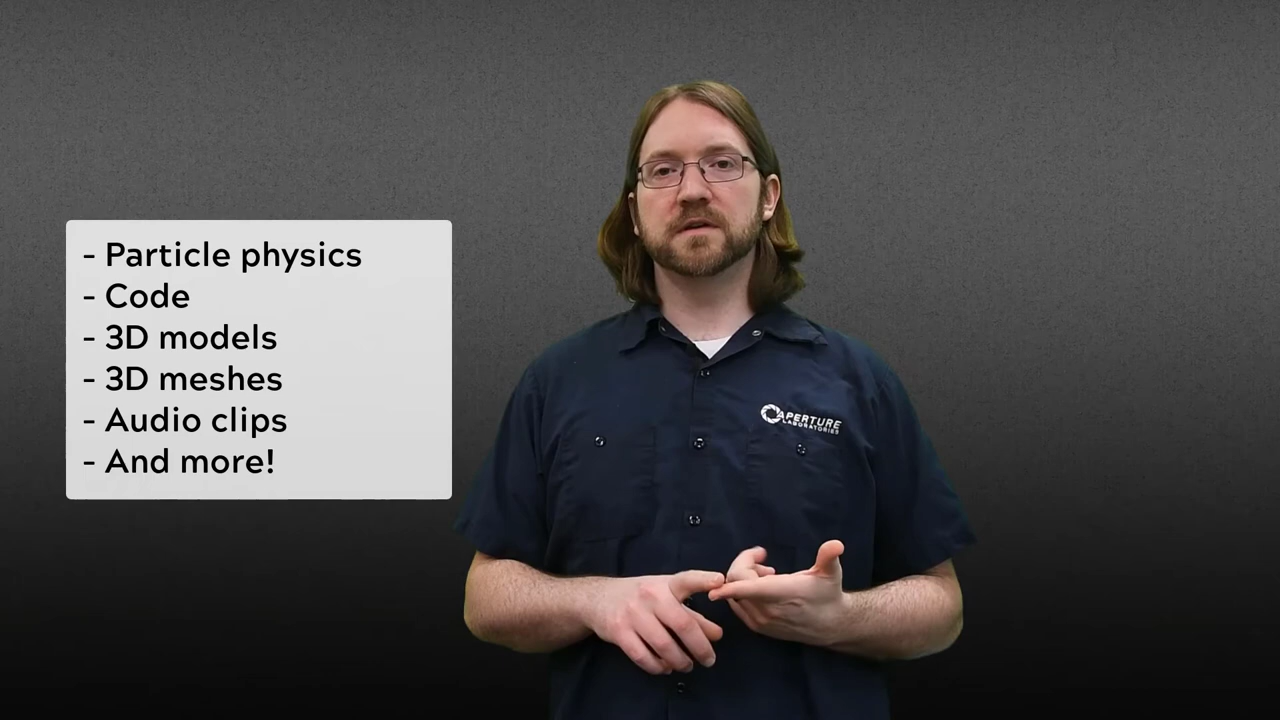 - Particle physics
- Code
- 3D models
- 3D meshes
- Audio clips
- And more!
APERTURE
LABORATORIES